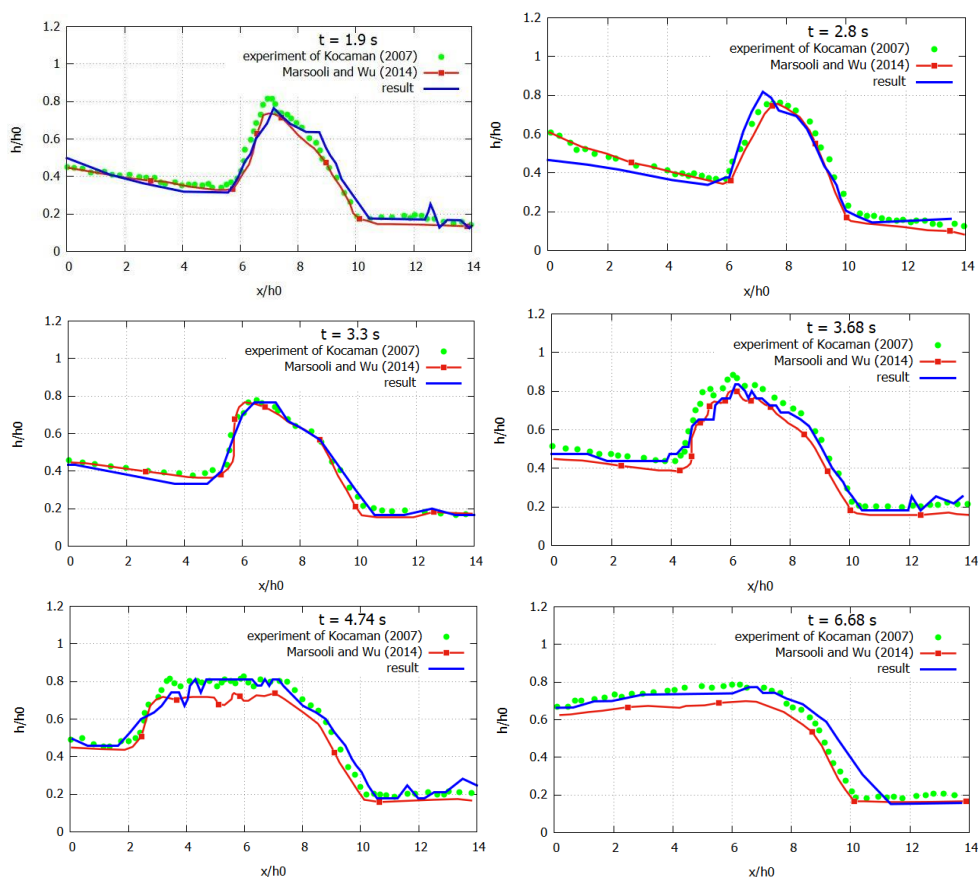 t = 1.9 s
experiment of Kocaman (2007)
Marsooli and Wu (2014)
result
h/h0
1.2
1
0.8
0.6
0.4
0.2
0
0 2 4 6 8 10 12 14
x/h0
t = 2.8 s
experiment of Kocaman (2007)
Marsooli and Wu (2014)
result
h/h0
1.2
1
0.8
0.6
0.4
0.2
0
0 2 4 6 8 10 12 14
x/h0
t = 3.3 s
experiment of Kocaman (2007)
Marsooli and Wu (2014)
result
h/h0
1.2
1
0.8
0.6
0.4
0.2
0
0 2 4 6 8 10 12 14
x/h0
t = 3.68 s
experiment of Kocaman (2007)
Marsooli and Wu (2014)
result
h/h0
1.2
1
0.8
0.6
0.4
0.2
0
0 2 4 6 8 10 12 14
x/h0
t = 4.74 s
experiment of Kocaman (2007)
Marsooli and Wu (2014)
result
h/h0
1.2
1
0.8
0.6
0.4
0.2
0
0 2 4 6 8 10 12 14
x/h0
t = 6.68 s
experiment of Kocaman (2007)
Marsooli and Wu (2014)
result
h/h0
1.2
1
0.8
0.6
0.4
0.2
0
0 2 4 6 8 10 12 14
x/h0